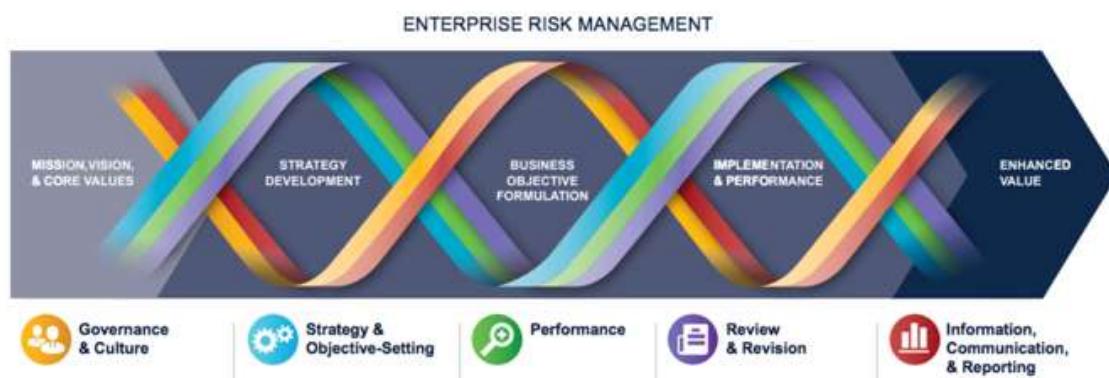 ENTERPRISE RISK MANAGEMENT
MISSION, VISION,
& CORE VALUES
STRATEGY
DEVELOPMENT
BUSINESS
OBJECTIVE
FORMULATION
IMPLEMENTATION
& PERFORMANCE
ENHANCED
VALUE
Governance
& Culture
Strategy &
Objective-Setting
Performance
Review
& Revision
Information,
Communication,
& Reporting